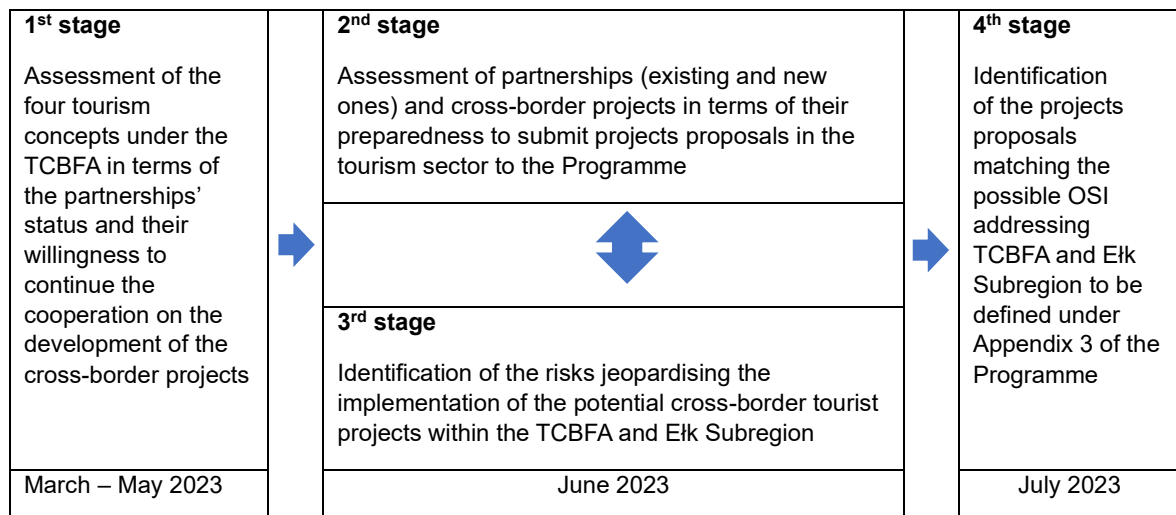 1st stage
Assessment of the
four tourism
concepts under the
TCBFA in terms of
the partnerships’
status and their
willingness to
continue the
cooperation on the
development of the
cross-border projects
March – May 2023
2nd stage
Assessment of partnerships (existing and new
ones) and cross-border projects in terms of their
preparedness to submit projects proposals in the
tourism sector to the Programme
3rd stage
Identification of the risks jeopardising the
implementation of the potential cross-border tourist
projects within the TCBFA and Ełk Subregion
June 2023
4th stage
Identification
of the projects
proposals
matching the
possible OSI
addressing
TCBFA and Ełk
Subregion to be
defined under
Appendix 3 of the
Programme
July 2023